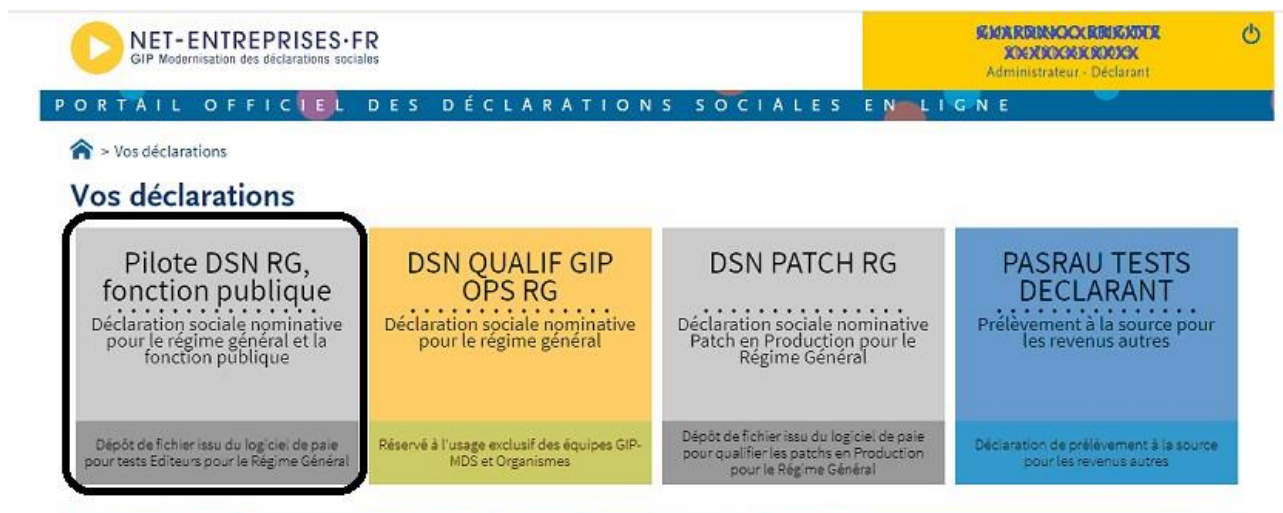 NET-ENTREPRISES·FR
GIP Modernisation des déclarations sociales
Administrateur - Déclarant
PORTAIL OFFICIEL DES DÉCLARATIONS SOCIALES EN LIGNE
> Vos déclarations
Vos déclarations
Pilote DSN RG,
fonction publique
Déclaration sociale nominative
pour le régime général et la
fonction publique
Dépôt de fichier issu du logiciel de paie
pour tests Editeurs pour le Régime Général
DSN QUALIF GIP
OPS RG
Déclaration sociale nominative
pour le régime général
Réservé à l'usage exclusif des équipes GIP-
MDS et Organismes
DSN PATCH RG
Déclaration sociale nominative
Patch en Production pour le
Régime Général
Dépôt de fichier issu du logiciel de paie
pour qualifier les patchs en Production
pour le Régime Général
PASRAU TESTS
DECLARANT
Prélèvement à la source pour
les revenus autres
Déclaration de prélèvement à la source
pour les revenus autres